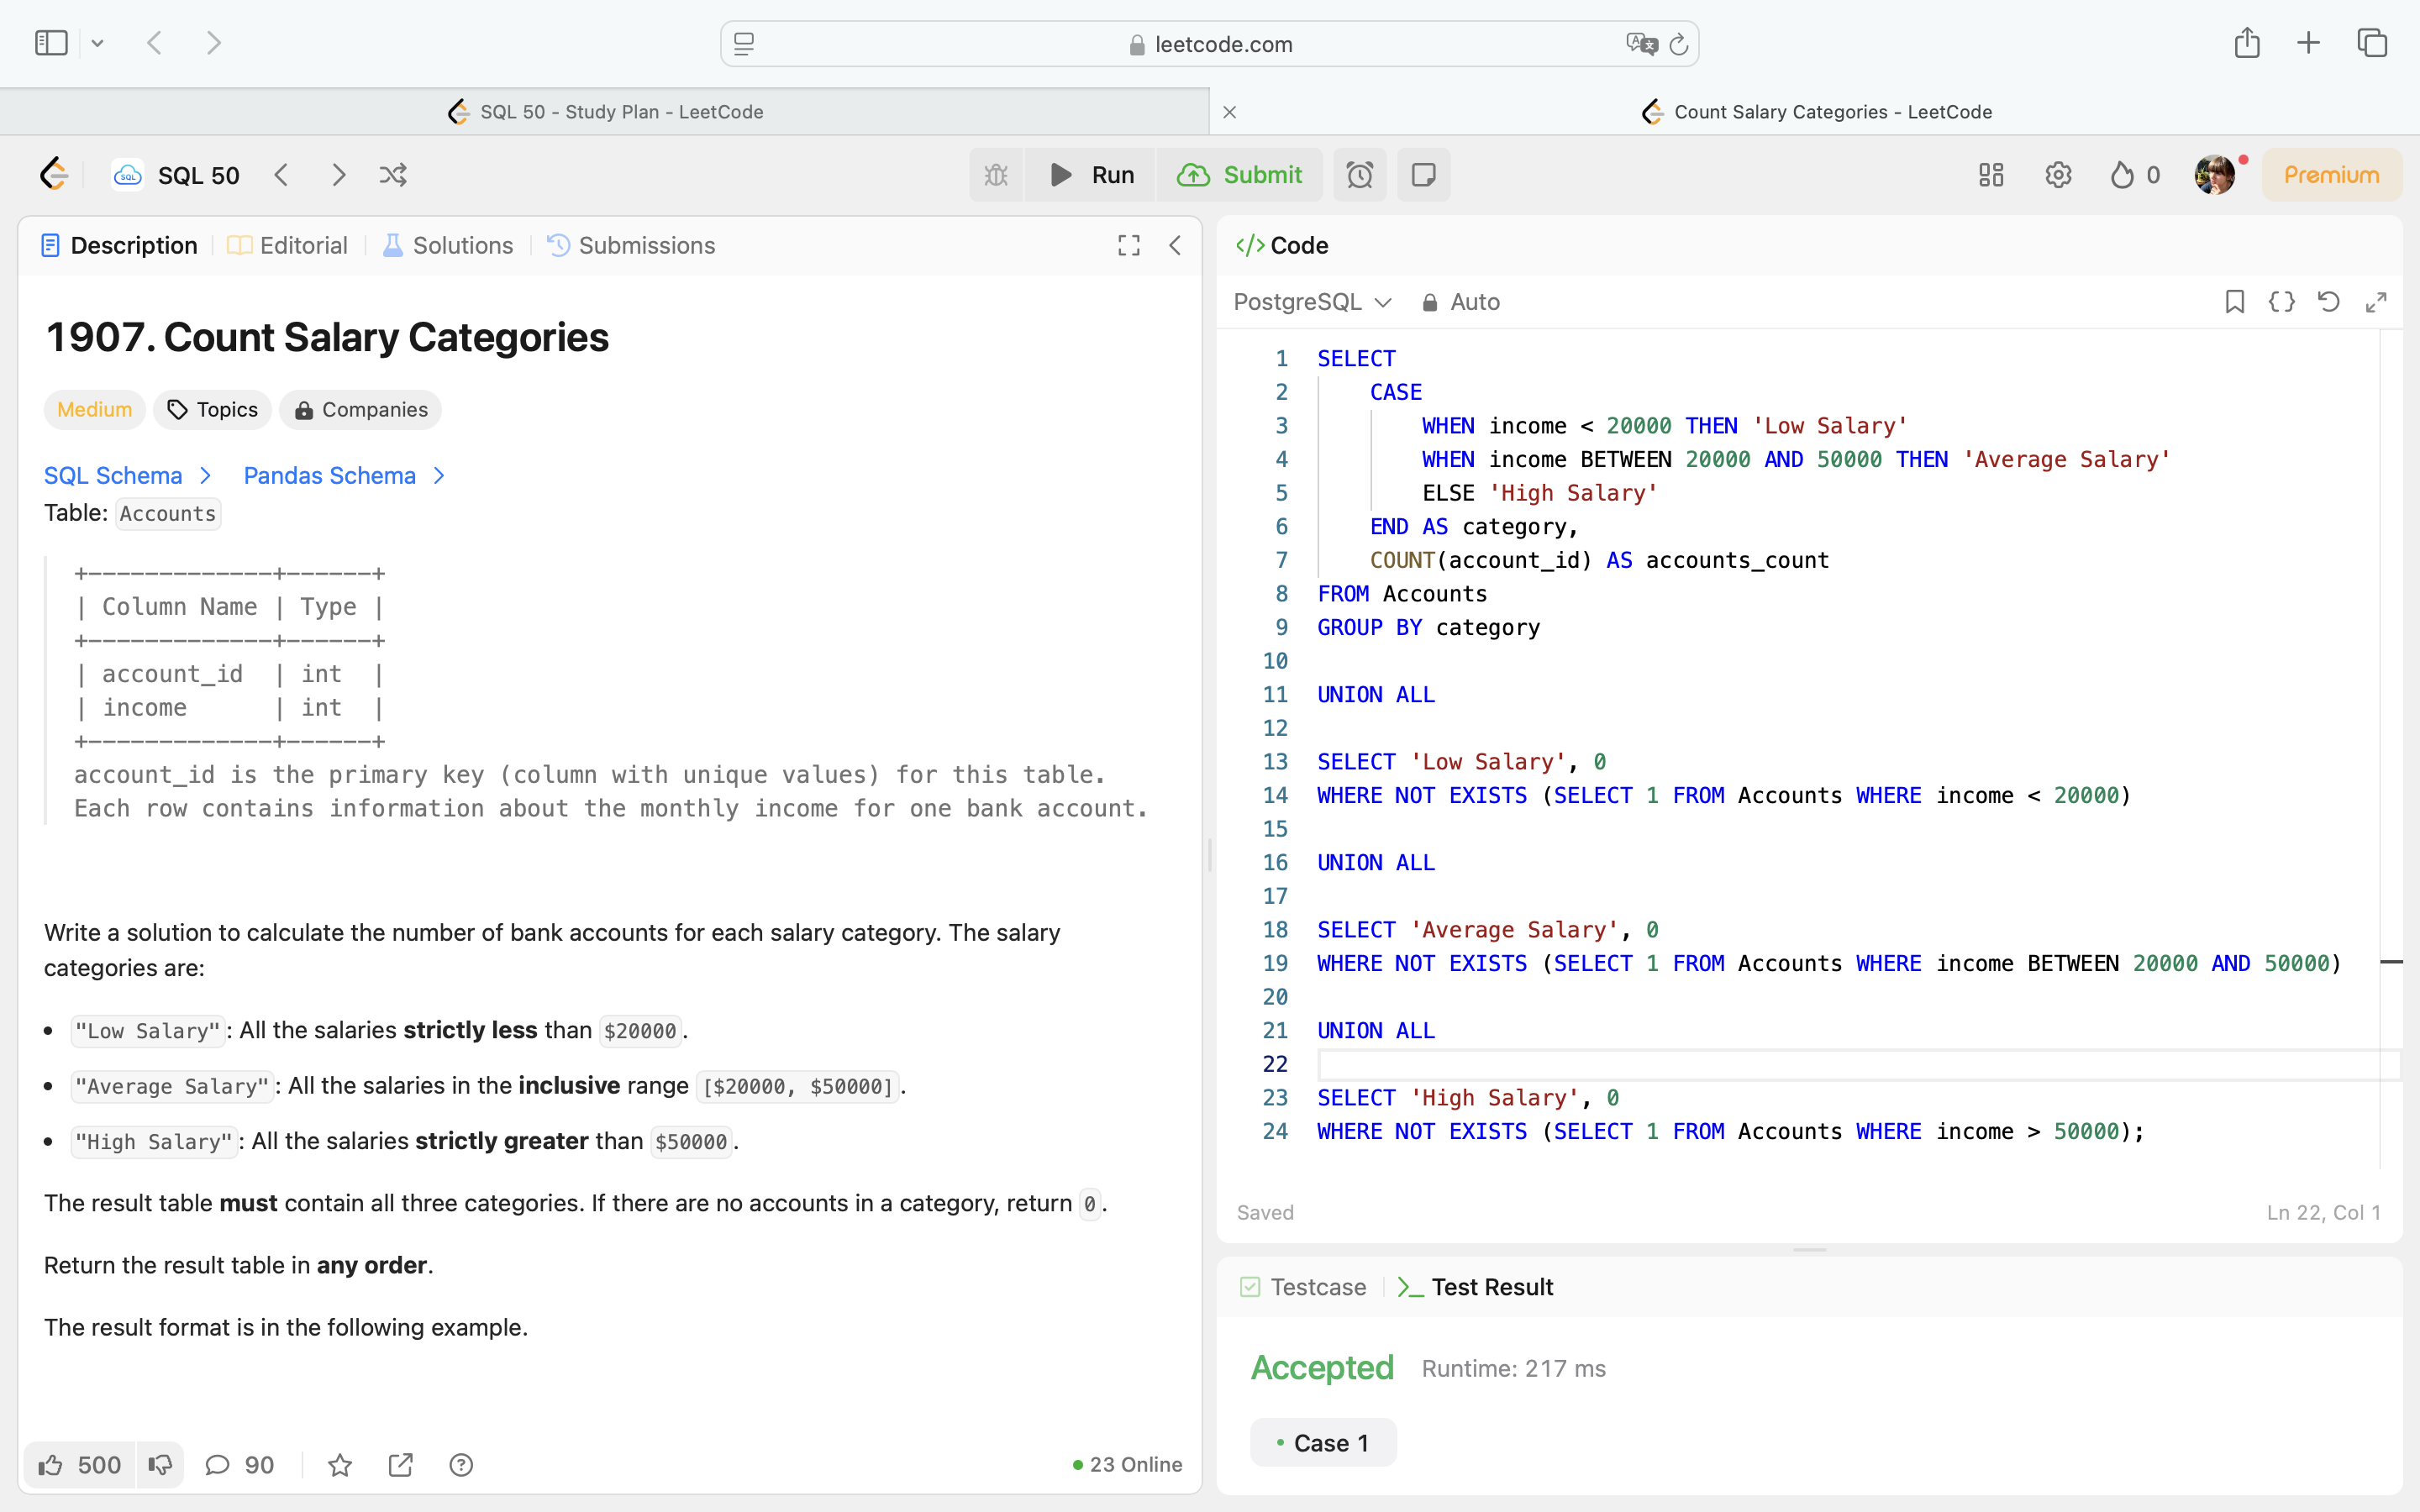 leetcode.com
SQL 50 - Study Plan - LeetCode
Count Salary Categories - LeetCode
SQL 50
Run
Submit
0
Premium
Description
Editorial
Solutions
Submissions
1907. Count Salary Categories
Medium
Topics
Companies
SQL Schema
Pandas Schema
Table: Accounts
+-------------+------+
| Column Name | Type |
+-------------+------+
| account_id  | int  |
| income      | int  |
+-------------+------+
account_id is the primary key (column with unique values) for this table.
Each row contains information about the monthly income for one bank account.
Write a solution to calculate the number of bank accounts for each salary category. The salary
categories are:
• "Low Salary": All the salaries strictly less than $20000.
• "Average Salary": All the salaries in the inclusive range [$20000, $50000].
• "High Salary": All the salaries strictly greater than $50000.
The result table must contain all three categories. If there are no accounts in a category, return 0.
Return the result table in any order.
The result format is in the following example.
500
90
23 Online
</> Code
PostgreSQL
Auto
1 SELECT
2     CASE
3         WHEN income < 20000 THEN 'Low Salary'
4         WHEN income BETWEEN 20000 AND 50000 THEN 'Average Salary'
5         ELSE 'High Salary'
6     END AS category,
7     COUNT(account_id) AS accounts_count
8 FROM Accounts
9 GROUP BY category
10
11 UNION ALL
12
13 SELECT 'Low Salary', 0
14 WHERE NOT EXISTS (SELECT 1 FROM Accounts WHERE income < 20000)
15
16 UNION ALL
17
18 SELECT 'Average Salary', 0
19 WHERE NOT EXISTS (SELECT 1 FROM Accounts WHERE income BETWEEN 20000 AND 50000)
20
21 UNION ALL
22
23 SELECT 'High Salary', 0
24 WHERE NOT EXISTS (SELECT 1 FROM Accounts WHERE income > 50000);
Saved
Ln 22, Col 1
Testcase
Test Result
Accepted
Runtime: 217 ms
• Case 1